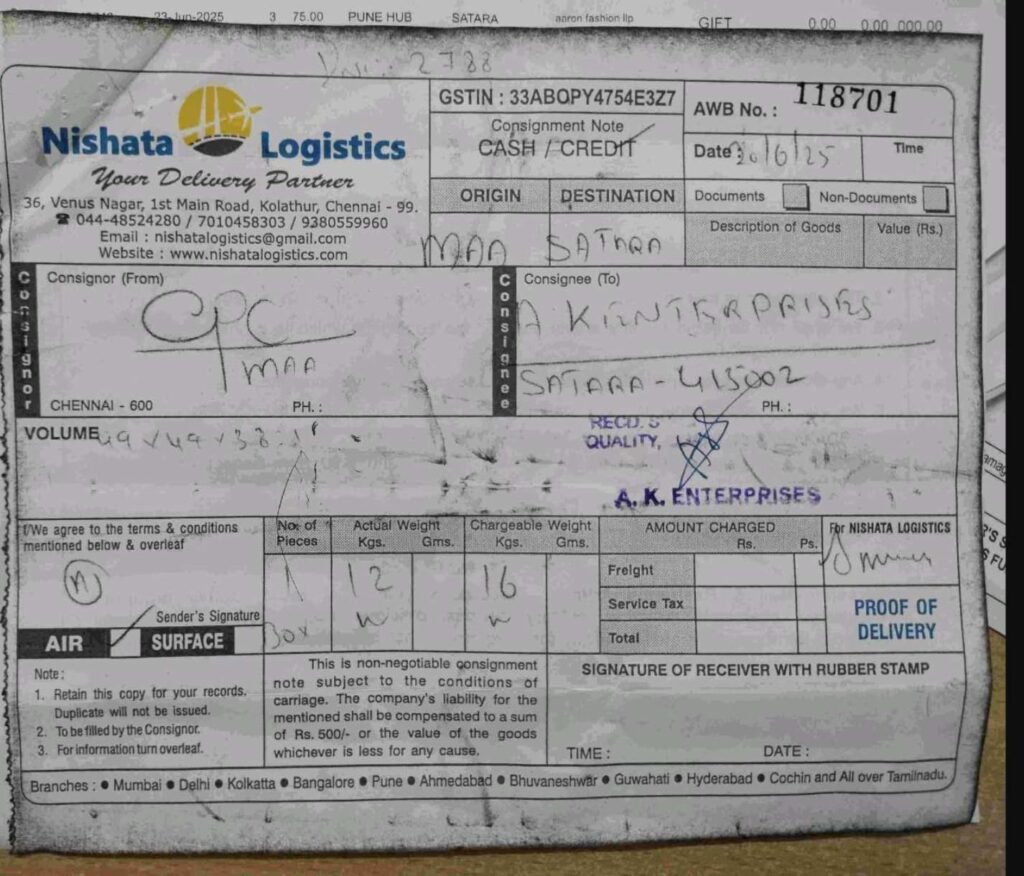 23-Jun-2025 3 75.00 PUNE HUB SATARA aaron fashion llp GIFT 0.00 0.00 000.00
2788
Nishata Logistics
Your Delivery Partner
36, Venus Nagar, 1st Main Road, Kolathur, Chennai - 99.
☎ 044-48524280 / 7010458303 / 9380559960
Email : nishatalogistics@gmail.com
Website : www.nishatalogistics.com
GSTIN : 33ABOPY4754E3Z7
Consignment Note
CASH / CREDIT
AWB No. : 118701
Date 30/6/25 Time
ORIGIN DESTINATION
MAA SATARA
Documents Non-Documents
Description of Goods Value (Rs.)
Consignor
Consignor (From)
CPC
MAA
CHENNAI - 600 PH. :
Consignee
Consignee (To)
A K ENTERPRISES
SATARA - 415002
PH. :
VOLUME 49 x 49 x 38
RECD. S
QUALITY,
A. K. ENTERPRISES
I/We agree to the terms & conditions
mentioned below & overleaf
N
Sender's Signature
AIR SURFACE
No. of Pieces
1
Box
Actual Weight
Kgs. Gms.
12
Chargeable Weight
Kgs. Gms.
16
AMOUNT CHARGED
Rs. Ps.
Freight
Service Tax
Total
For NISHATA LOGISTICS
PROOF OF
DELIVERY
Note :
1. Retain this copy for your records.
Duplicate will not be issued.
2. To be filled by the Consignor.
3. For information turn overleaf.
This is non-negotiable consignment
note subject to the conditions of
carriage. The company's liability for the
mentioned shall be compensated to a sum
of Rs. 500/- or the value of the goods
whichever is less for any cause.
SIGNATURE OF RECEIVER WITH RUBBER STAMP
TIME : DATE :
Branches : ● Mumbai ● Delhi ● Kolkatta ● Bangalore ● Pune ● Ahmedabad ● Bhuvaneshwar ● Guwahati ● Hyderabad ● Cochin and All over Tamilnadu.